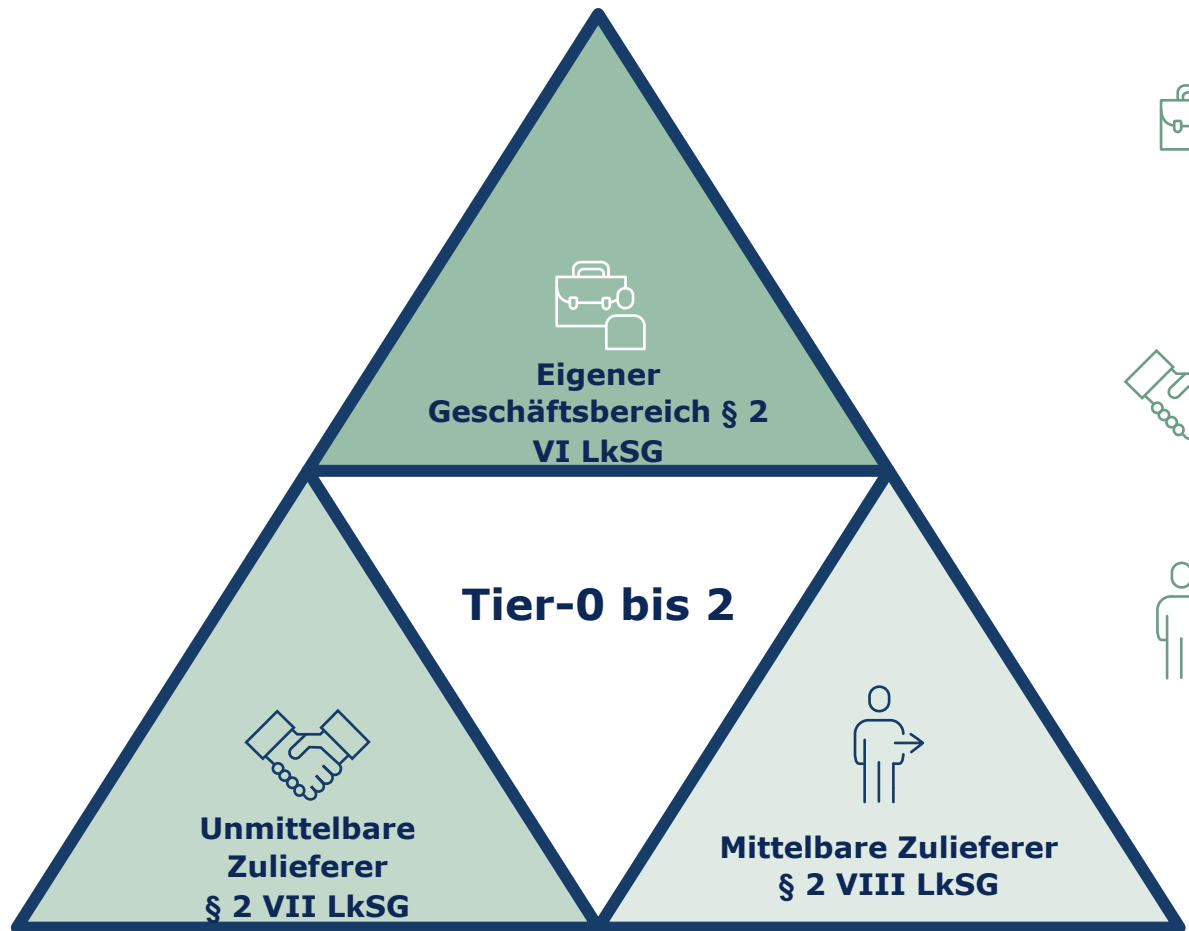 Eigener
Geschäftsbereich § 2
VI LkSG
Tier-0 bis 2
Unmittelbare
Zulieferer
§ 2 VII LkSG
Mittelbare Zulieferer
§ 2 VIII LkSG